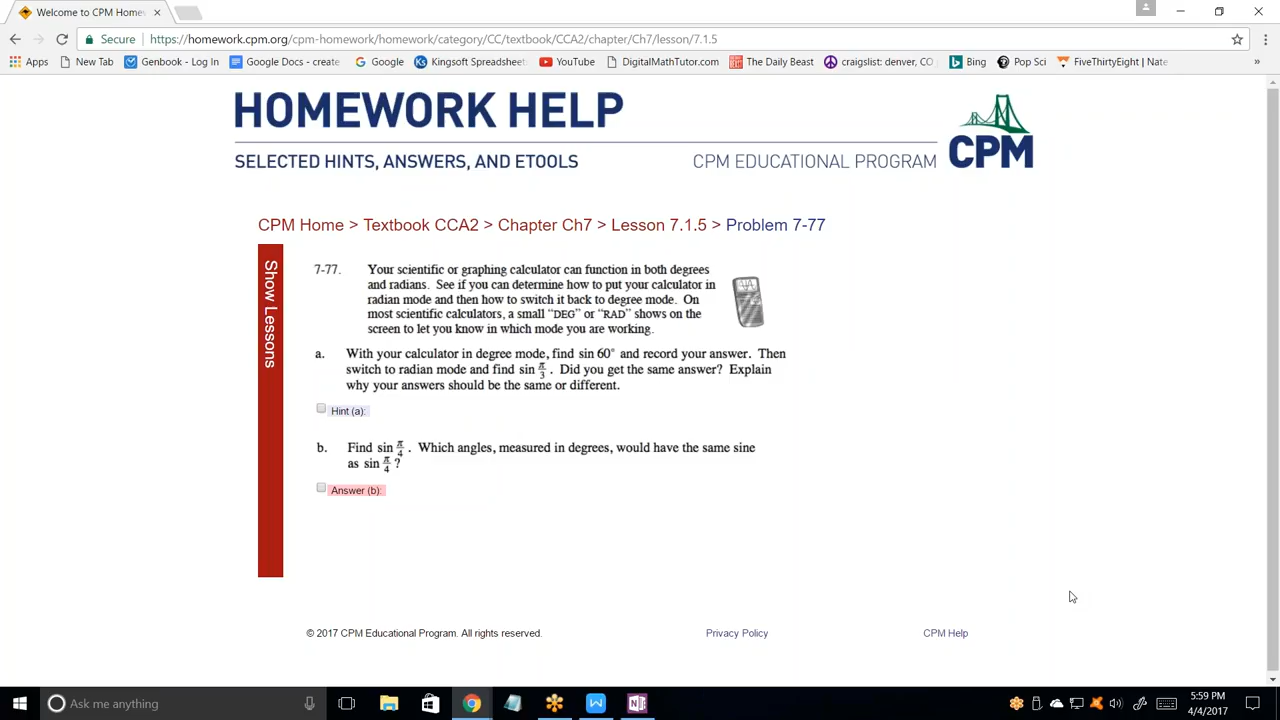 Welcome to CPM Homew
Secure
https://homework.cpm.org/cpm-homework/homework/category/CC/textbook/CCA2/chapter/Ch7/lesson/7.1.5
Apps New Tab Genbook - Log In Google Docs - create Google Kingsoft Spreadsheet YouTube DigitalMathTutor.com The Daily Beast craigslist: denver, CO Bing Pop Sci FiveThirtyEight | Nate »
HOMEWORK HELP
SELECTED HINTS, ANSWERS, AND ETOOLS
CPM EDUCATIONAL PROGRAM
CPM
CPM Home > Textbook CCA2 > Chapter Ch7 > Lesson 7.1.5 > Problem 7-77
Show Lessons
7-77. Your scientific or graphing calculator can function in both degrees
and radians. See if you can determine how to put your calculator in
radian mode and then how to switch it back to degree mode. On
most scientific calculators, a small “DEG” or “RAD” shows on the
screen to let you know in which mode you are working.
a. With your calculator in degree mode, find sin 60° and record your answer. Then
switch to radian mode and find sin π/3 . Did you get the same answer? Explain
why your answers should be the same or different.
Hint (a):
b. Find sin π/4 . Which angles, measured in degrees, would have the same sine
as sin π/4 ?
Answer (b):
© 2017 CPM Educational Program. All rights reserved.
Privacy Policy
CPM Help
Ask me anything
5:59 PM
4/4/2017